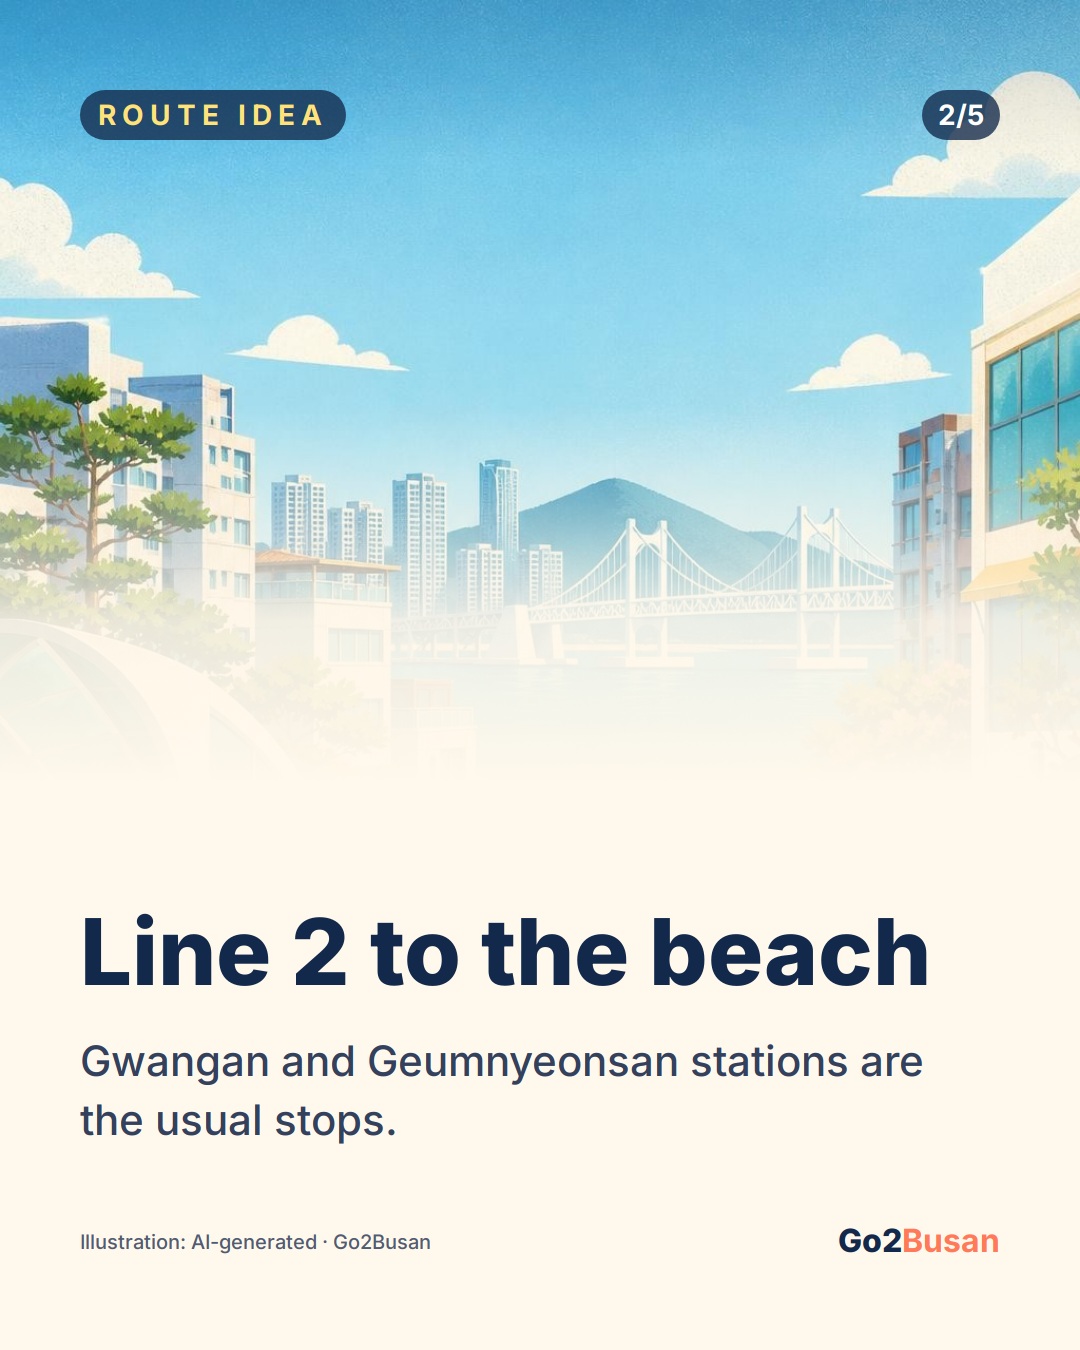 ROUTE IDEA
2/5
Line 2 to the beach
Gwangan and Geumnyeonsan stations are
the usual stops.
Illustration: AI-generated · Go2Busan
Go2Busan